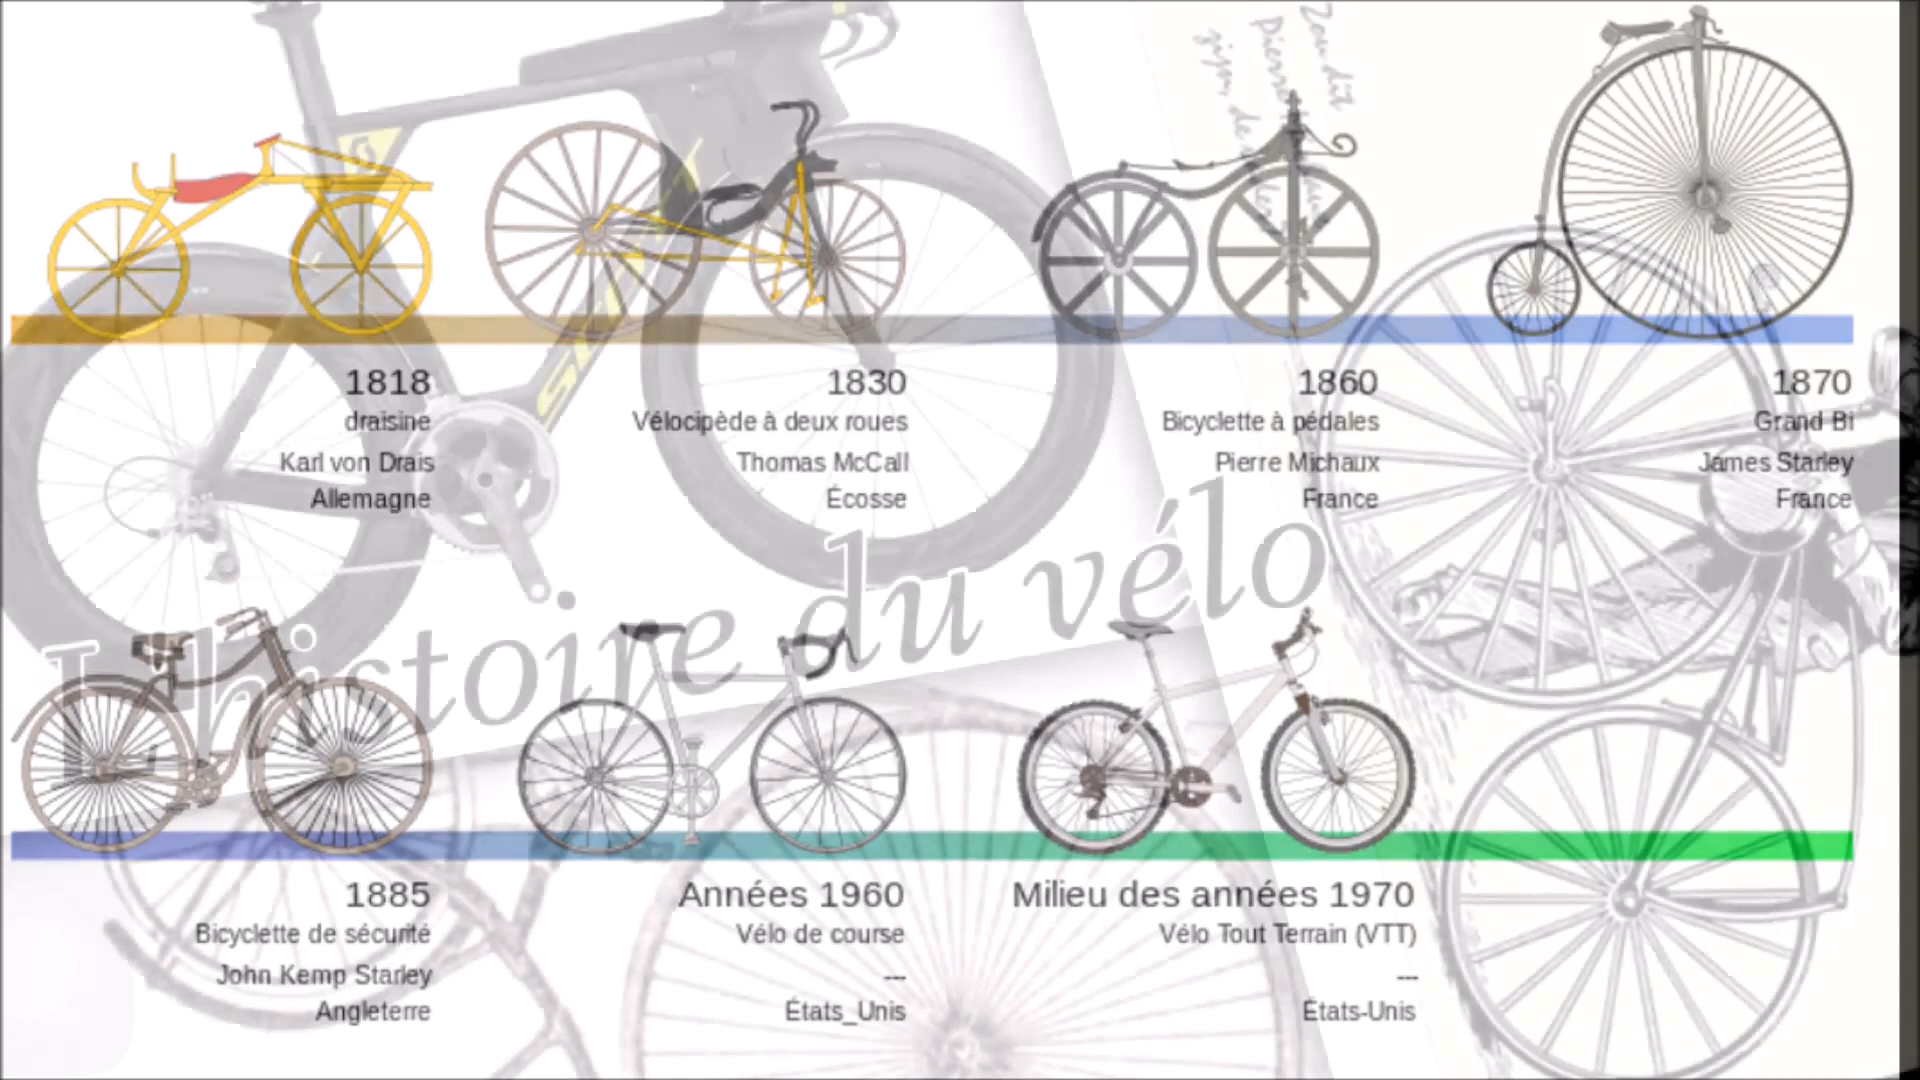 1818
draisine
Karl von Drais
Allemagne
1830
Vélocipède à deux roues
Thomas McCall
Écosse
1860
Bicyclette à pédales
Pierre Michaux
France
1870
Grand Bi
James Starley
France
L'histoire du vélo
1885
Bicyclette de sécurité
John Kemp Starley
Angleterre
Années 1960
Vélo de course
---
États_Unis
Milieu des années 1970
Vélo Tout Terrain (VTT)
---
États-Unis